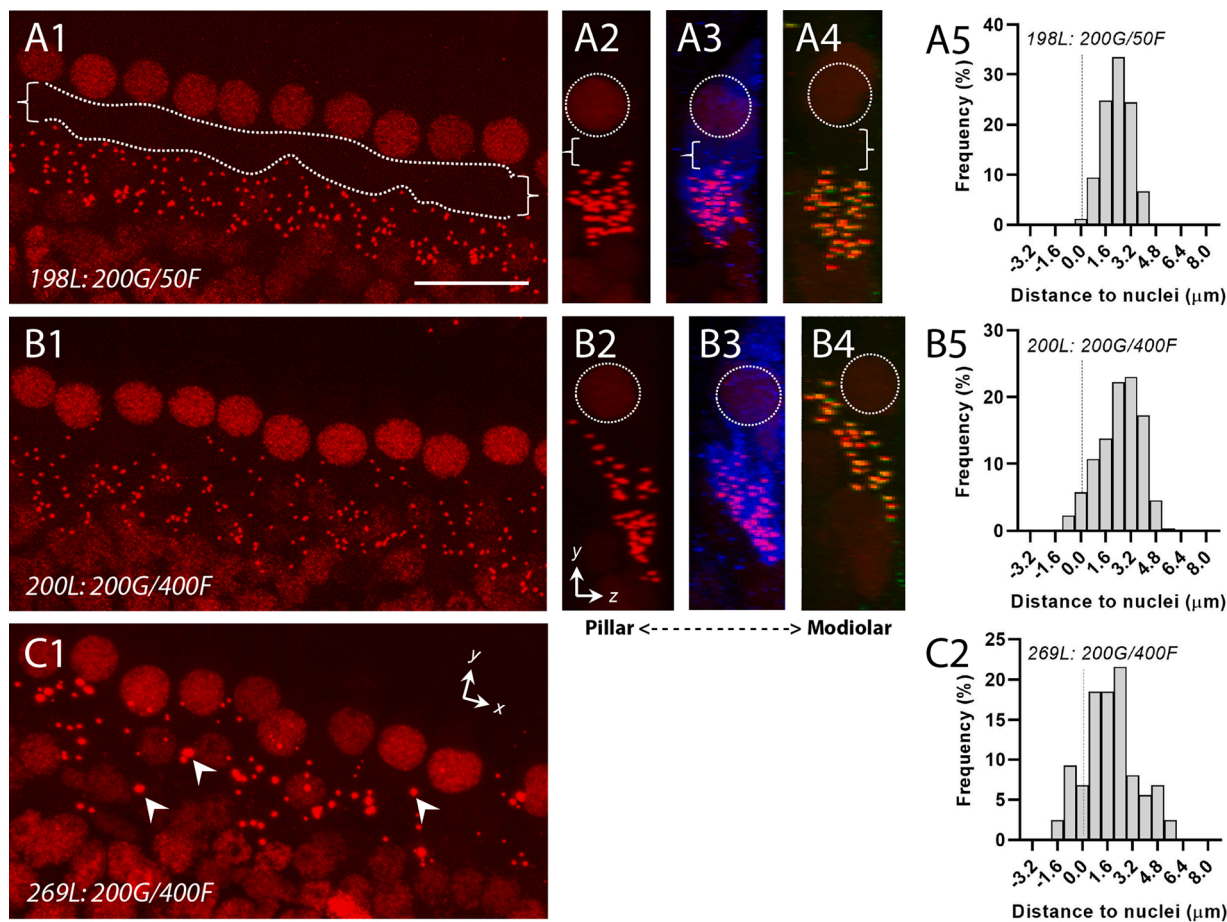 A1
198L: 200G/50F
A2
A3
A4
A5
198L: 200G/50F
Frequency (%)
40
30
20
10
0
-3.2
-1.6
0.0
1.6
3.2
4.8
8.0
Distance to nuclei (μm)
B1
200L: 200G/400F
B2
y
z
B3
B4
Pillar <----------> Modiolar
B5
200L: 200G/400F
Frequency (%)
30
20
10
0
-3.2
-1.6
0.0
1.6
3.2
4.8
8.0
Distance to nuclei (μm)
C1
y
x
269L: 200G/400F
C2
269L: 200G/400F
Frequency (%)
25
20
15
10
5
0
-3.2
-1.6
0.0
1.6
3.2
4.8
6.4
8.0
Distance to nuclei (μm)